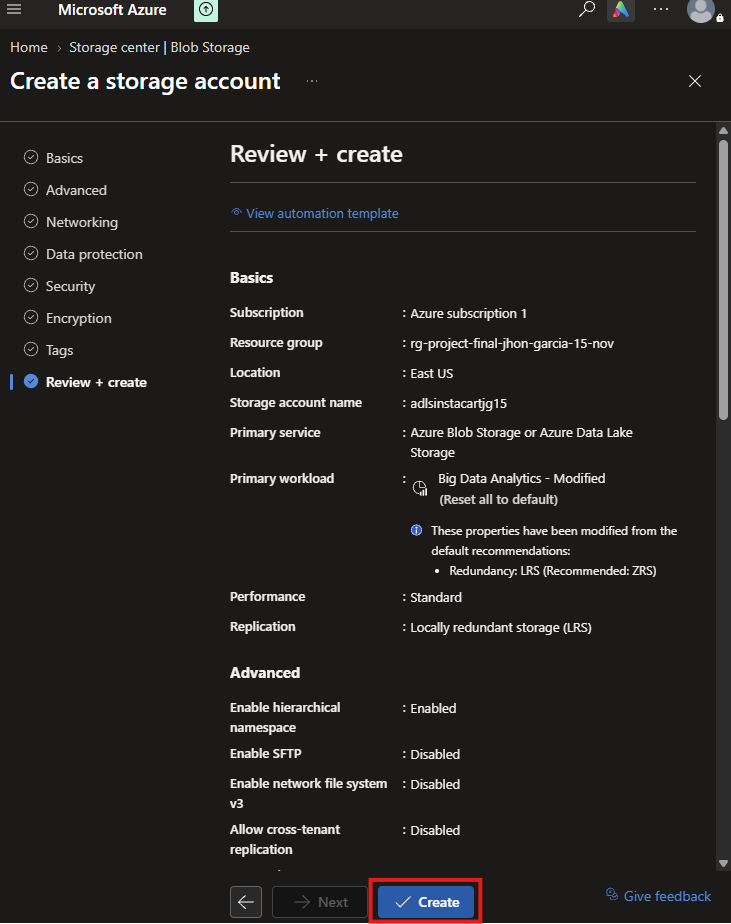 Microsoft Azure
Home > Storage center | Blob Storage
Create a storage account ...
Basics
Advanced
Networking
Data protection
Security
Encryption
Tags
Review + create
Review + create
View automation template
Basics
Subscription : Azure subscription 1
Resource group : rg-project-final-jhon-garcia-15-nov
Location : East US
Storage account name : adlsinstacartjg15
Primary service : Azure Blob Storage or Azure Data Lake
Storage
Primary workload : Big Data Analytics - Modified
(Reset all to default)
These properties have been modified from the
default recommendations:
• Redundancy: LRS (Recommended: ZRS)
Performance : Standard
Replication : Locally redundant storage (LRS)
Advanced
Enable hierarchical : Enabled
namespace
Enable SFTP : Disabled
Enable network file system : Disabled
v3
Allow cross-tenant : Disabled
replication
Next
Create
Give feedback